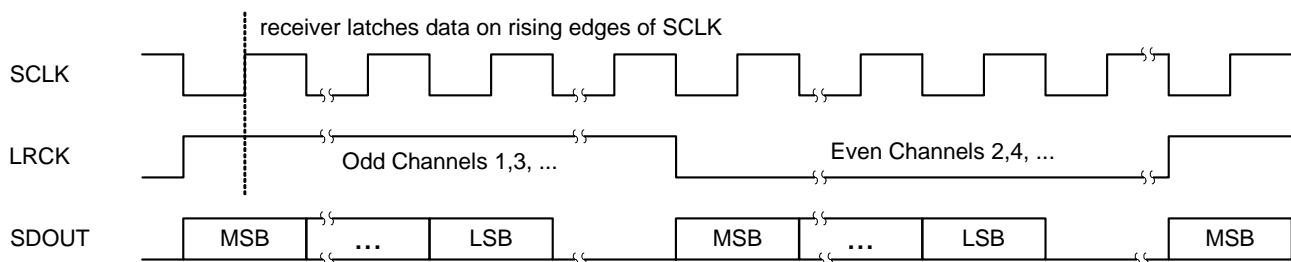 receiver latches data on rising edges of SCLK
SCLK
LRCK
Odd Channels 1,3, ...
Even Channels 2,4, ...
SDOUT
MSB
...
LSB
MSB
...
LSB
MSB